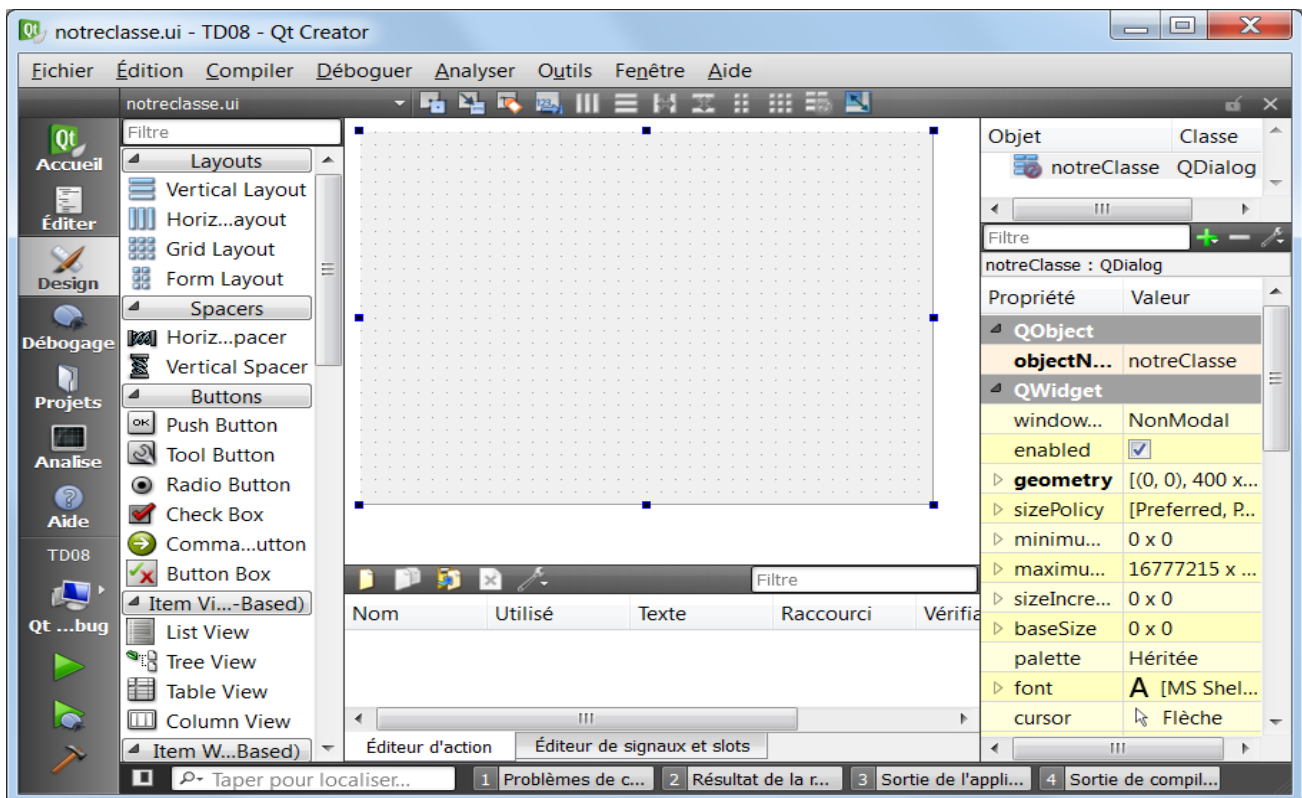 notreclasse.ui - TD08 - Qt Creator
Fichier Édition Compiler Déboguer Analyser Outils Fenêtre Aide
notreclasse.ui
Qt
Accueil
Éditer
Design
Débogage
Projets
Analise
Aide
TD08
Qt ...bug
Filtre
Layouts
Vertical Layout
Horiz...ayout
Grid Layout
Form Layout
Spacers
Horiz...pacer
Vertical Spacer
Buttons
OK Push Button
Tool Button
Radio Button
Check Box
Comma...utton
Button Box
Item Vi...-Based)
List View
Tree View
Table View
Column View
Item W...Based)
Filtre
Nom Utilisé Texte Raccourci Vérifia
Éditeur d'action Éditeur de signaux et slots
Objet Classe
notreClasse QDialog
Filtre
notreClasse : QDialog
Propriété Valeur
QObject
objectN... notreClasse
QWidget
window... NonModal
enabled
geometry [(0, 0), 400 x...
sizePolicy [Preferred, P...
minimu... 0 x 0
maximu... 16777215 x ...
sizeIncre... 0 x 0
baseSize 0 x 0
palette Héritée
font A [MS Shel...
cursor Flèche
Taper pour localiser...
1 Problèmes de c... 2 Résultat de la r... 3 Sortie de l'appli... 4 Sortie de compil...